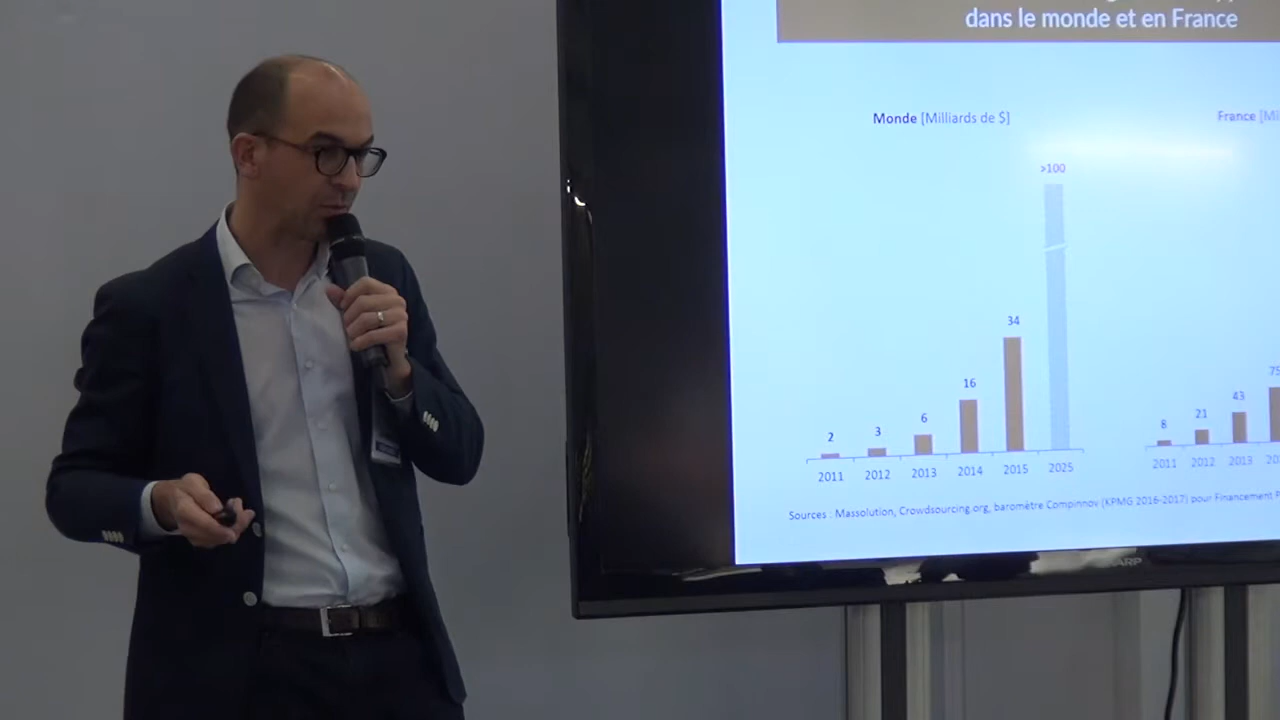 dans le monde et en France
Monde [Milliards de $]
France [Mi
>100
34
16
6
3
2
2011 2012 2013 2014 2015 2025
75
43
21
8
2011 2012 2013 20
Sources : Massolution, Crowdsourcing.org, baromètre Compinnov (KPMG 2016-2017) pour Financement P
ARP